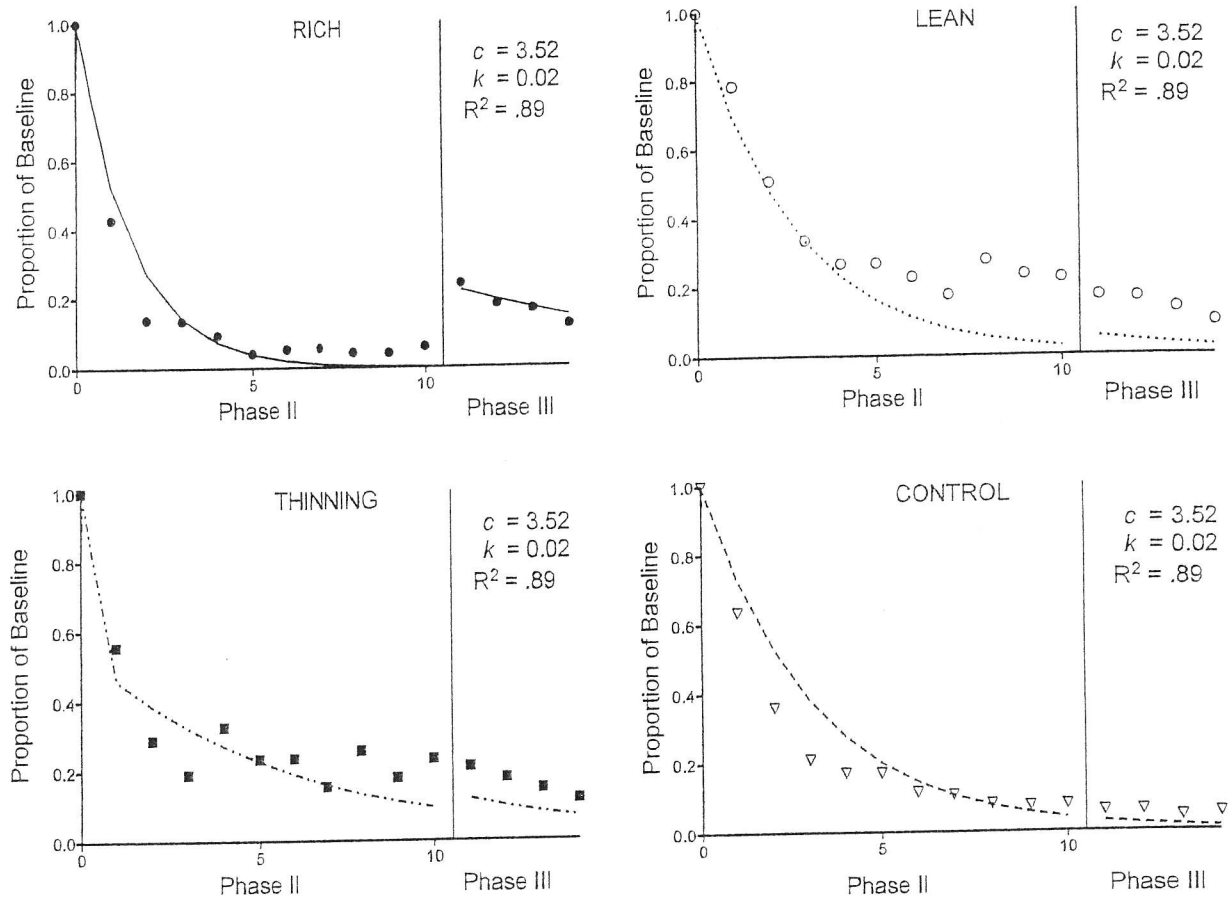 RICH
c = 3.52
k = 0.02
R² = .89
Proportion of Baseline
1.0
0.8
0.6
0.4
0.2
0.0
0
5
10
Phase II
Phase III
LEAN
c = 3.52
k = 0.02
R² = .89
Proportion of Baseline
1.0
0.8
0.6
0.4
0.2
0.0
0
5
10
Phase II
Phase III
THINNING
c = 3.52
k = 0.02
R² = .89
Proportion of Baseline
1.0
0.8
0.6
0.4
0.2
0.0
0
5
10
Phase II
Phase III
CONTROL
c = 3.52
k = 0.02
R² = .89
Proportion of Baseline
1.0
0.8
0.6
0.4
0.2
0.0
0
5
10
Phase II
Phase III